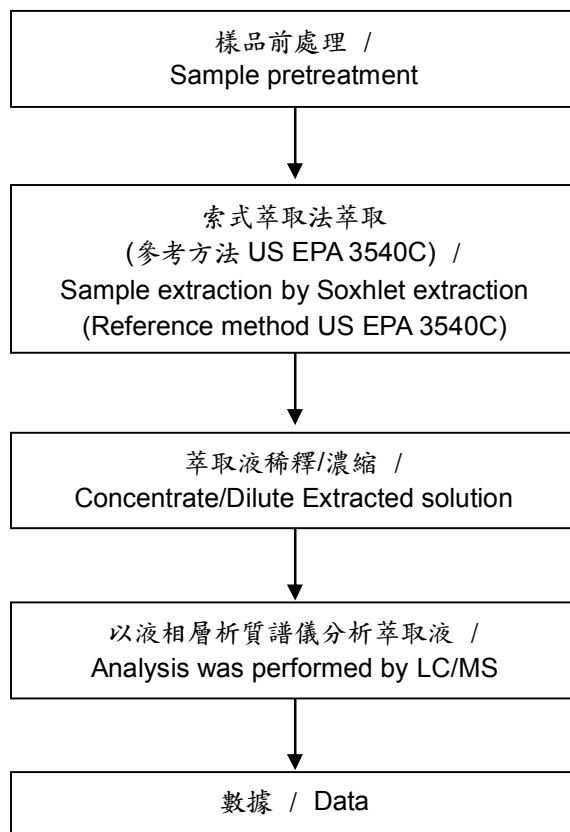 樣品前處理 /
Sample pretreatment
索式萃取法萃取
(參考方法 US EPA 3540C) /
Sample extraction by Soxhlet extraction
(Reference method US EPA 3540C)
萃取液稀釋/濃縮 /
Concentrate/Dilute Extracted solution
以液相層析質譜儀分析萃取液 /
Analysis was performed by LC/MS
數據 / Data